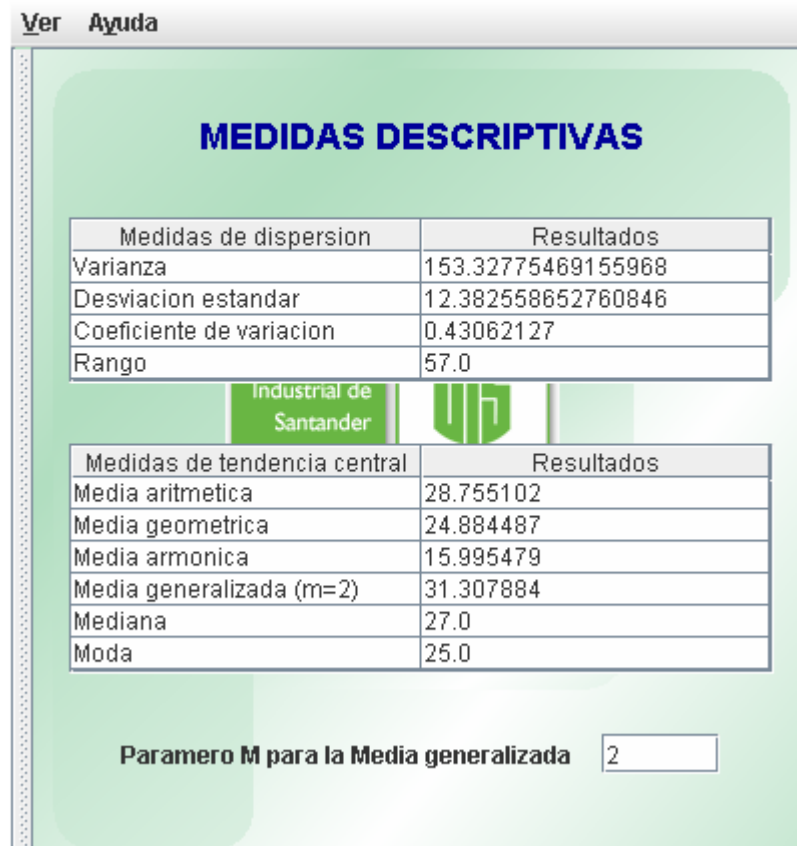 Ver Ayuda
MEDIDAS DESCRIPTIVAS
Medidas de dispersion Resultados
Varianza 153.32775469155968
Desviacion estandar 12.382558652760846
Coeficiente de variacion 0.43062127
Rango 57.0
Industrial de
Santander
Medidas de tendencia central Resultados
Media aritmetica 28.755102
Media geometrica 24.884487
Media armonica 15.995479
Media generalizada (m=2) 31.307884
Mediana 27.0
Moda 25.0
Paramero M para la Media generalizada 2